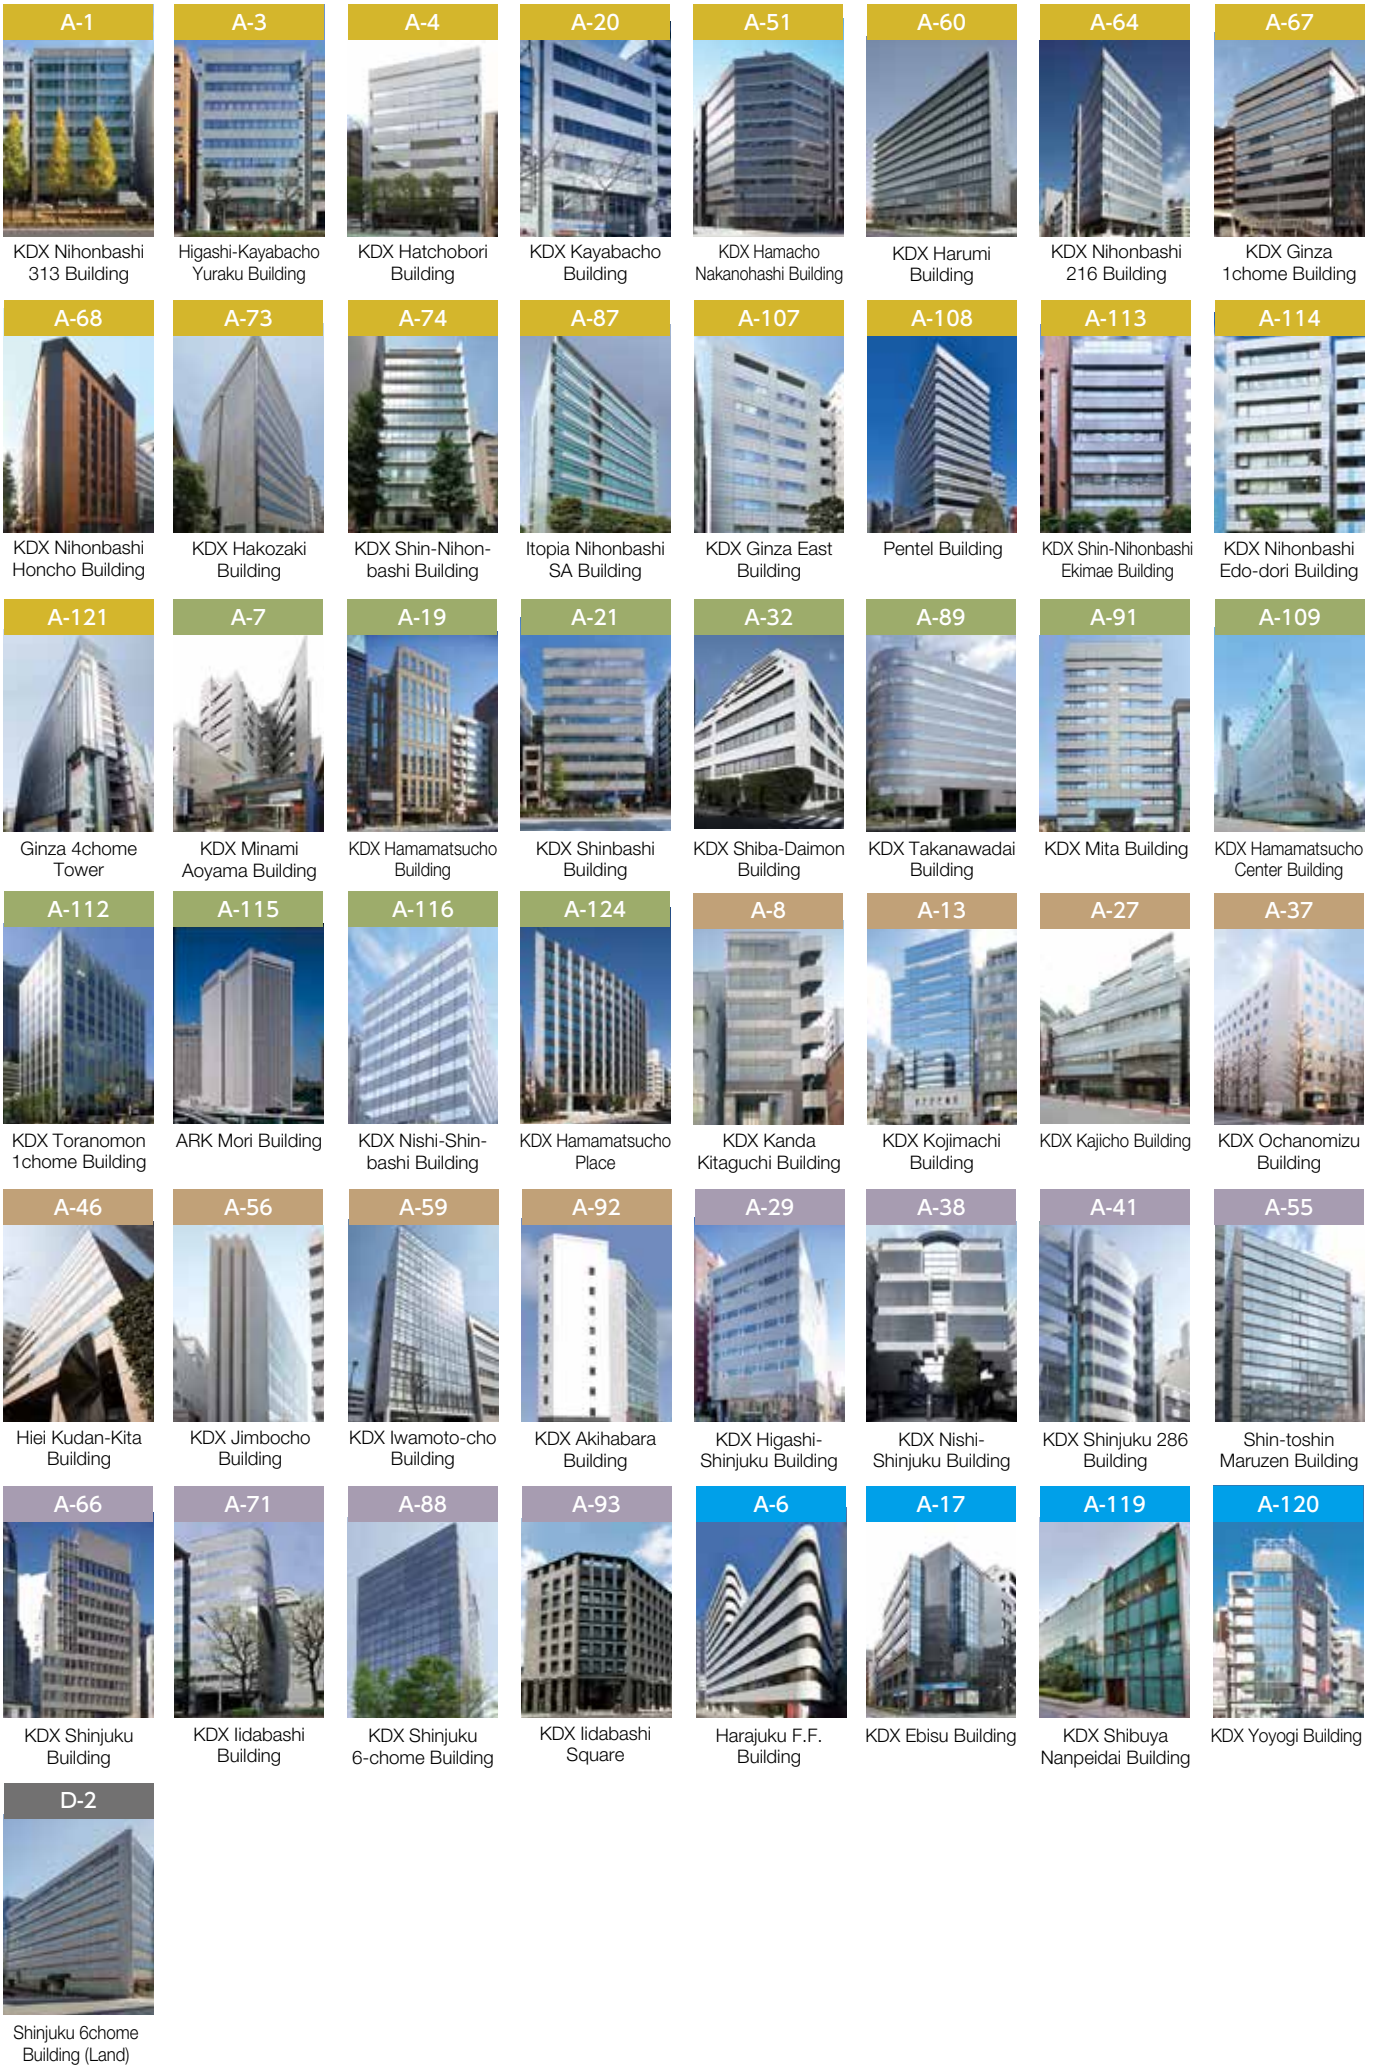 A-1
KDX Nihonbashi
313 Building
A-3
Higashi-Kayabacho
Yuraku Building
A-4
KDX Hatchobori
Building
A-20
KDX Kayabacho
Building
A-51
KDX Hamacho
Nakanohashi Building
A-60
KDX Harumi
Building
A-64
KDX Nihonbashi
216 Building
A-67
KDX Ginza
1chome Building
A-68
KDX Nihonbashi
Honcho Building
A-73
KDX Hakozaki
Building
A-74
KDX Shin-Nihon-
bashi Building
A-87
Itopia Nihonbashi
SA Building
A-107
KDX Ginza East
Building
A-108
Pentel Building
A-113
KDX Shin-Nihonbashi
Ekimae Building
A-114
KDX Nihonbashi
Edo-dori Building
A-121
Ginza 4chome
Tower
A-7
KDX Minami
Aoyama Building
A-19
KDX Hamamatsucho
Building
A-21
KDX Shinbashi
Building
A-32
KDX Shiba-Daimon
Building
A-89
KDX Takanawadai
Building
A-91
KDX Mita Building
A-109
KDX Hamamatsucho
Center Building
A-112
KDX Toranomon
1chome Building
A-115
ARK Mori Building
A-116
KDX Nishi-Shin-
bashi Building
A-124
KDX Hamamatsucho
Place
A-8
KDX Kanda
Kitaguchi Building
A-13
KDX Kojimachi
Building
A-27
KDX Kajicho Building
A-37
KDX Ochanomizu
Building
A-46
Hiei Kudan-Kita
Building
A-56
KDX Jimbocho
Building
A-59
KDX Iwamoto-cho
Building
A-92
KDX Akihabara
Building
A-29
KDX Higashi-
Shinjuku Building
A-38
KDX Nishi-
Shinjuku Building
A-41
KDX Shinjuku 286
Building
A-55
Shin-toshin
Maruzen Building
A-66
KDX Shinjuku
Building
A-71
KDX Iidabashi
Building
A-88
KDX Shinjuku
6-chome Building
A-93
KDX Iidabashi
Square
A-6
Harajuku F.F.
Building
A-17
KDX Ebisu Building
A-119
KDX Shibuya
Nanpeidai Building
A-120
KDX Yoyogi Building
D-2
Shinjuku 6chome
Building (Land)